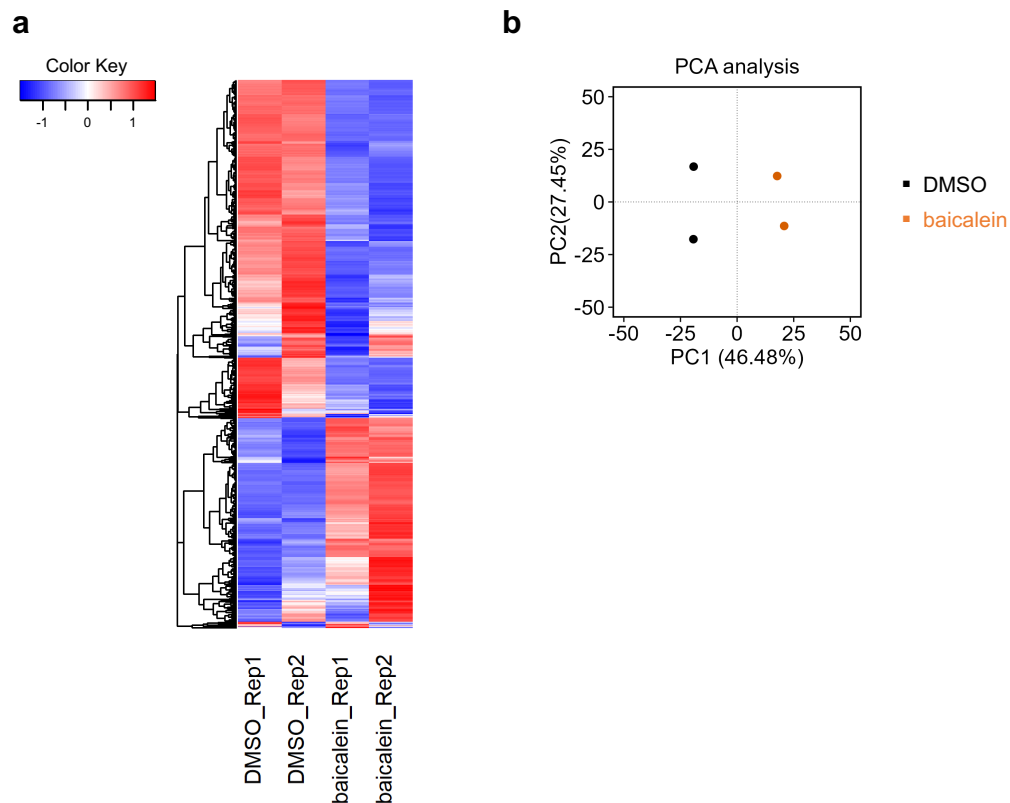 a
Color Key
-1 0 1
DMSO_Rep1
DMSO_Rep2
baicalein_Rep1
baicalein_Rep2
b
PCA analysis
PC2(27.45%)
50
25
0
-25
-50
-50 -25 0 25 50
PC1 (46.48%)
DMSO
baicalein